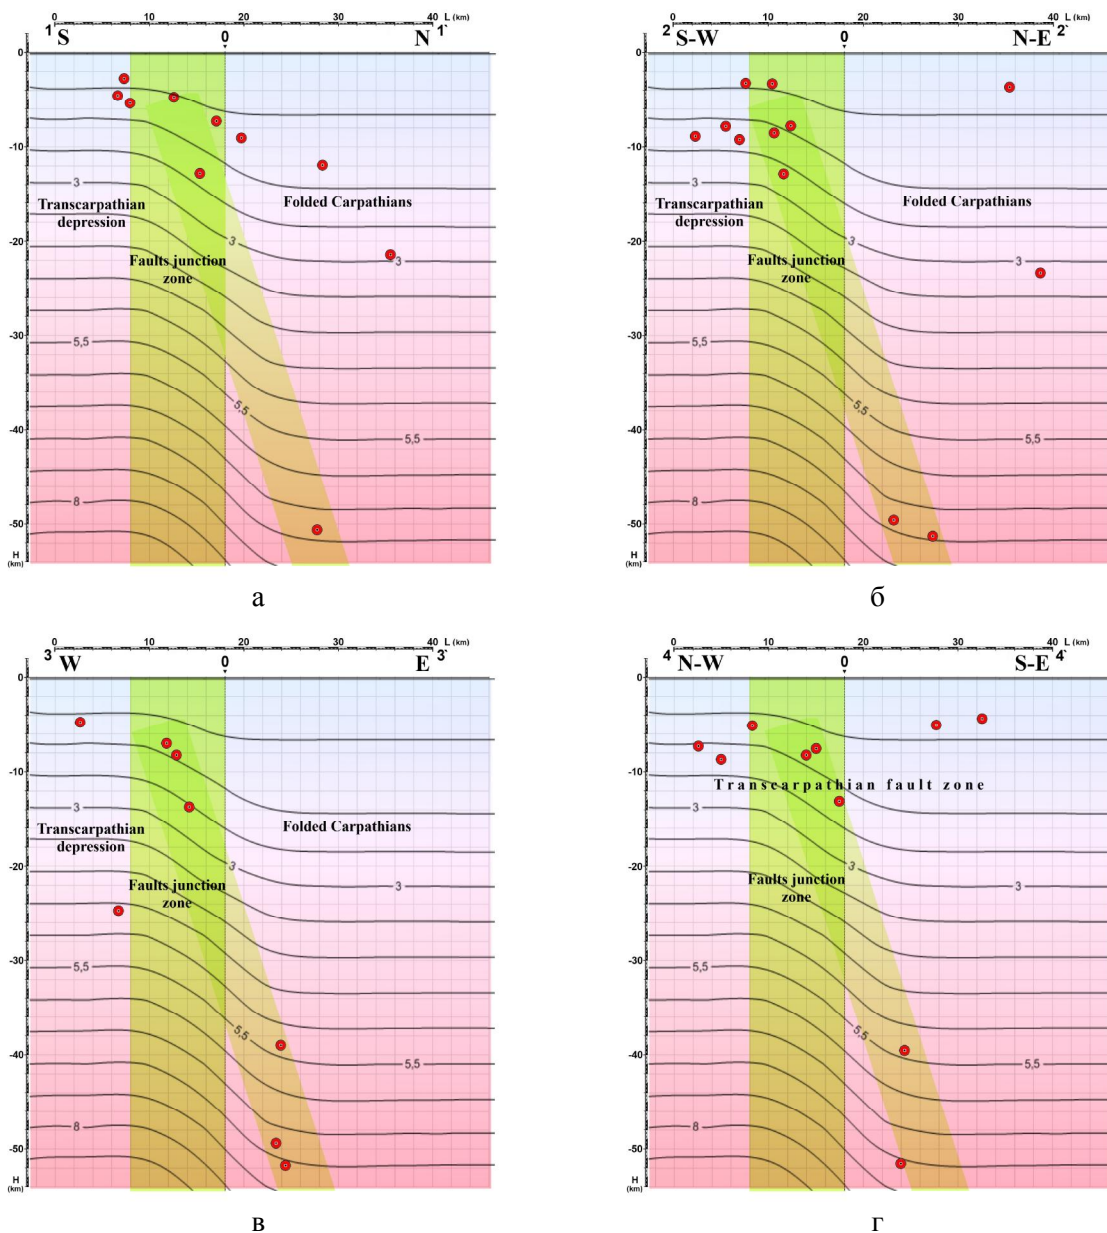 0 10 20 30 40 L (km)
1 S 0 N 1`
0
-10
-20
-30
-40
-50
H
(km)
3
Transcarpathian
depression
Folded Carpathians
3
3
Faults junction
zone
5,5
5,5
5,5
8
а
0 10 20 30 40 L (km)
2 S-W 0 N-E 2`
0
-10
-20
-30
-40
-50
H
(km)
3
Transcarpathian
depression
Folded Carpathians
3
3
Faults junction
zone
5,5
5,5
5,5
8
б
0 10 20 30 40 L (km)
3 W 0 E 3`
0
-10
-20
-30
-40
-50
H
(km)
3
Transcarpathian
depression
Folded Carpathians
3
3
Faults junction
zone
5,5
5,5
5,5
8
в
0 10 20 30 40 L (km)
4 N-W 0 S-E 4`
0
-10
-20
-30
-40
-50
H
(km)
Transcarpathian fault zone
3
3
3
Faults junction
zone
5,5
5,5
5,5
8
г